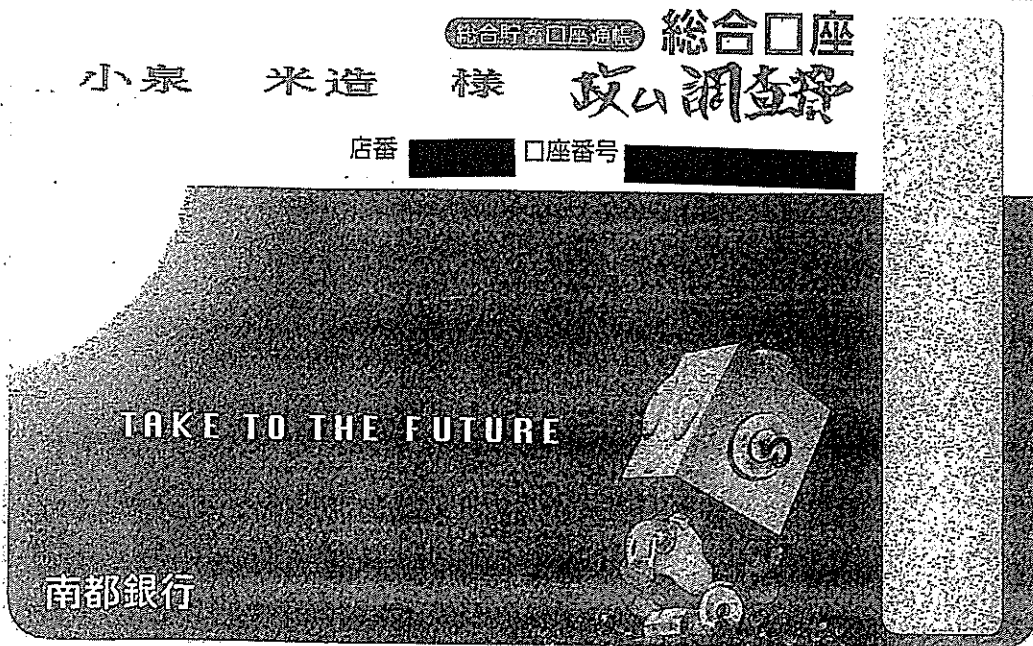 総合貯蓄口座通帳 総合口座
小泉 米造 様
店番 口座番号
TAKE TO THE FUTURE
南都銀行